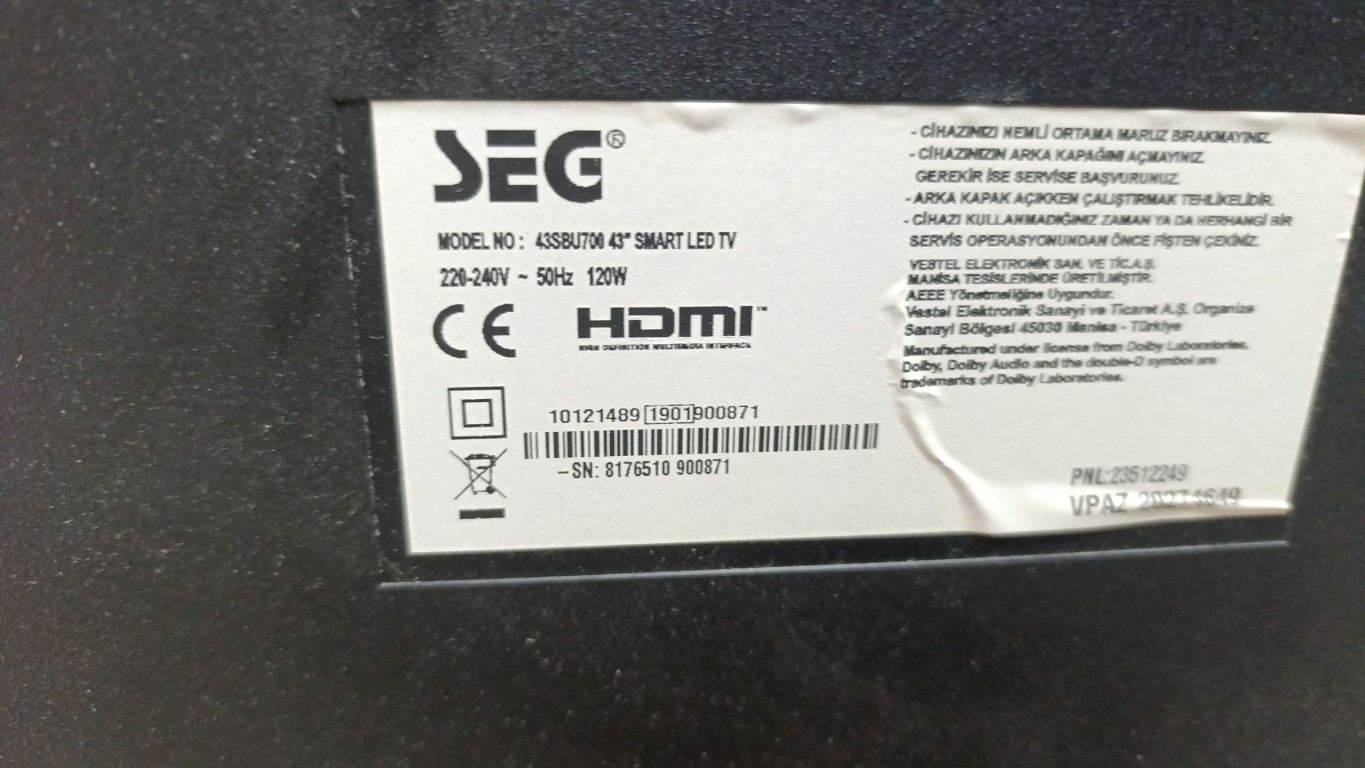 SEG®
MODEL NO : 43SBU700 43" SMART LED TV
220-240V ~ 50Hz 120W
CE HDMI™
HIGH DEFINITION MULTIMEDIA INTERFACE
10121489 1901900871
–SN: 8176510 900871
- CİHAZINIZI NEMLİ ORTAMA MARUZ BIRAKMAYINIZ.
- CİHAZINIZIN ARKA KAPAĞINI AÇMAYINIZ.
GEREKİR İSE SERVİSE BAŞVURUNUZ.
- ARKA KAPAK AÇIKKEN ÇALIŞTIRMAK TEHLİKELİDİR.
- CİHAZI KULLANMADIĞINIZ ZAMAN YA DA HERHANGİ BİR
SERVİS OPERASYONUNDAN ÖNCE FİŞTEN ÇEKİNİZ.
VESTEL ELEKTRONİK SAN. VE TİC.A.Ş.
MANİSA TESİSLERİNDE ÜRETİLMİŞTİR.
AEEE Yönetmeliğine Uygundur.
Vestel Elektronik Sanayi ve Ticaret A.Ş. Organize
Sanayi Bölgesi 45030 Manisa - Türkiye
Manufactured under license from Dolby Laboratories.
Dolby, Dolby Audio and the double-D symbol are
trademarks of Dolby Laboratories.
PNL:23512249
VPAZ